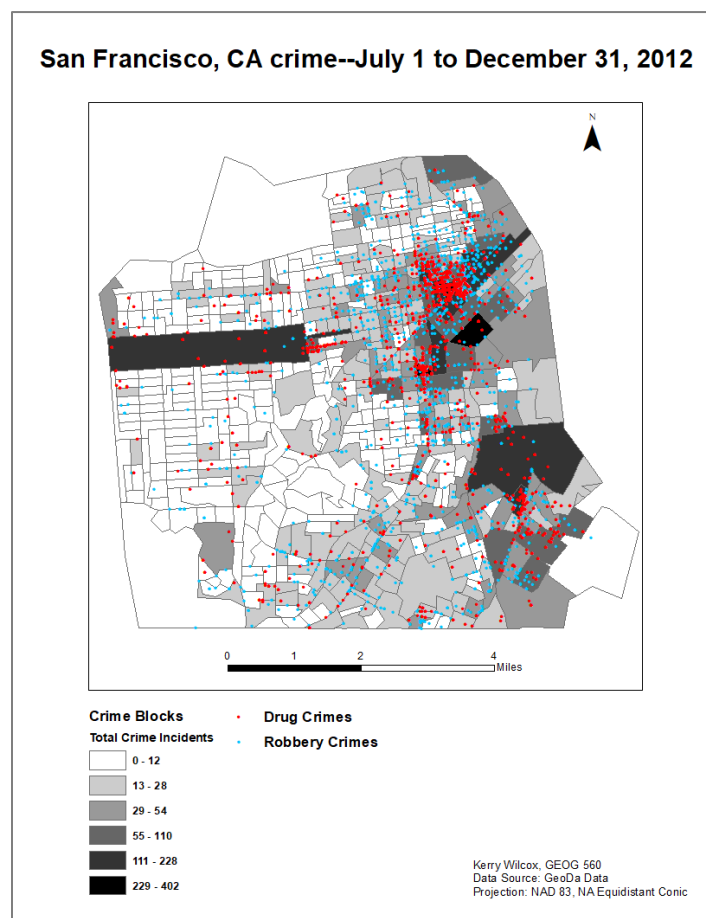 San Francisco, CA crime--July 1 to December 31, 2012
N
0 1 2 4
Miles
Crime Blocks
Total Crime Incidents
0 - 12
13 - 28
29 - 54
55 - 110
111 - 228
229 - 402
Drug Crimes
Robbery Crimes
Kerry Wilcox, GEOG 560
Data Source: GeoDa Data
Projection: NAD 83, NA Equidistant Conic